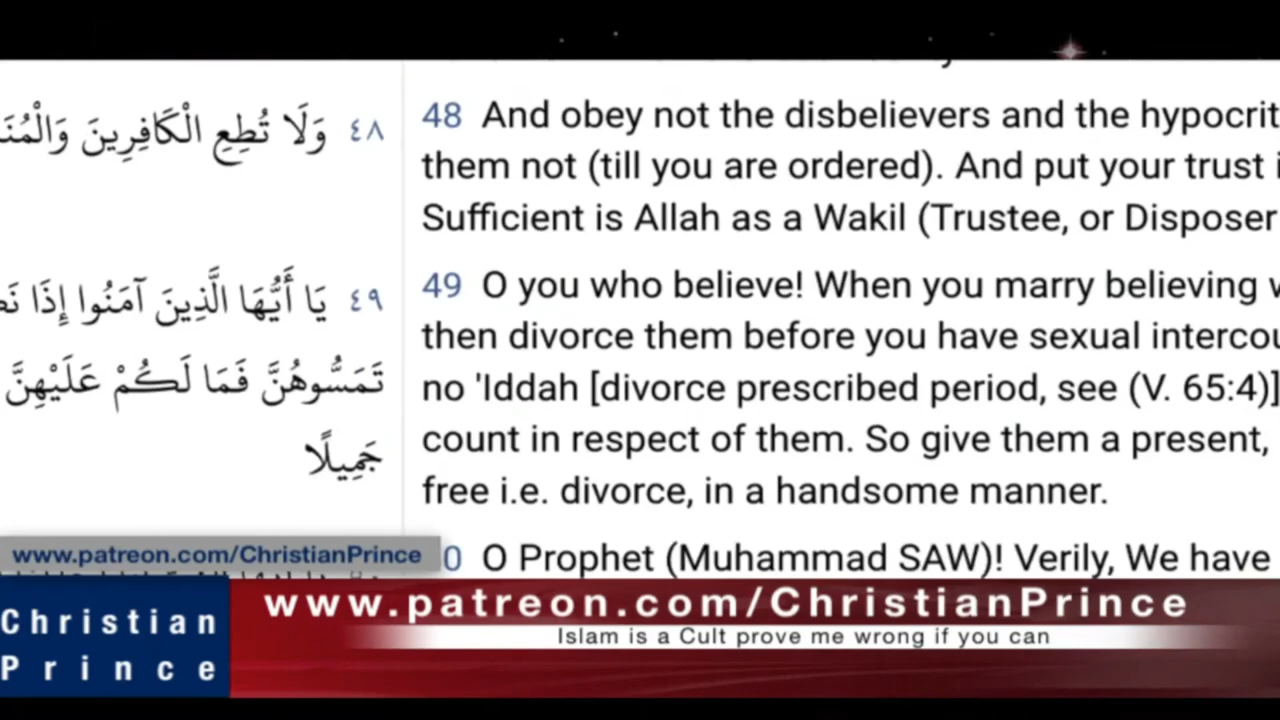 48 And obey not the disbelievers and the hypocrit
٤٨ وَلَا تُطِعِ الْكَافِرِينَ
them not (till you are ordered). And put your trust i
Sufficient is Allah as a Wakil (Trustee, or Disposer
49 O you who believe! When you marry believing
٤٩ يَا أَيُّهَا الَّذِينَ آمَنُوا إِذَا
then divorce them before you have sexual intercou
تَمَسُّوهُنَّ فَمَا لَكُمْ عَلَيْهِنَّ
no 'Iddah [divorce prescribed period, see (V. 65:4)]
count in respect of them. So give them a present,
جَمِيلًا
free i.e. divorce, in a handsome manner.
www.patreon.com/ChristianPrince
0 O Prophet (Muhammad SAW)! Verily, We have
www.patreon.com/ChristianPrince
Islam is a Cult prove me wrong if you can
Christian
Prince